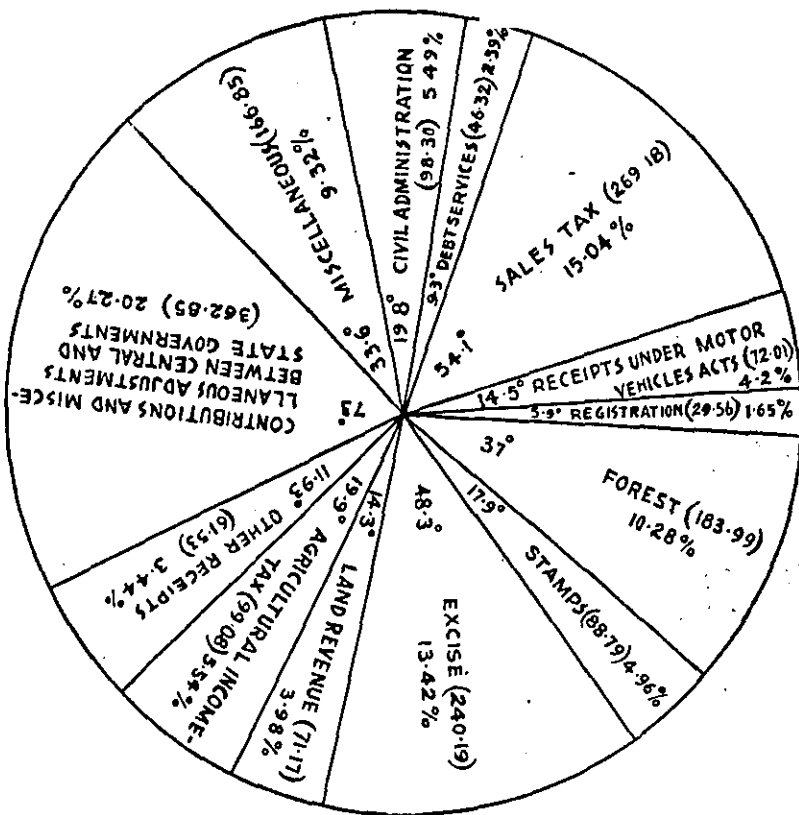 MISCELLANEOUS (166·85)
9·32%
33·6°
CIVIL ADMINISTRATION
(98·30) 5·49%
19·8°
9·3° DEBT SERVICES (46·32) 2·59%
SALES TAX (269·18)
15·04%
54·1°
14·5° RECEIPTS UNDER MOTOR
VEHICLES ACTS (72·01)
4·2%
5·9° REGISTRATION (29·56) 1·65%
37°
FOREST (183·99)
10·28%
17·9°
STAMPS (88·79) 4·96%
48·3°
EXCISE (240·19)
13·42%
14·3°
LAND REVENUE (71·17)
3·98%
19·9°
AGRICULTURAL INCOME-
TAX (99·08) 5·54%
11·93°
OTHER RECEIPTS
(61·53) 3·44%
73°
CONTRIBUTIONS AND MISCE-
LLANEOUS ADJUSTMENTS
BETWEEN CENTRAL AND
STATE GOVERNMENTS
(362·85) 20·27%